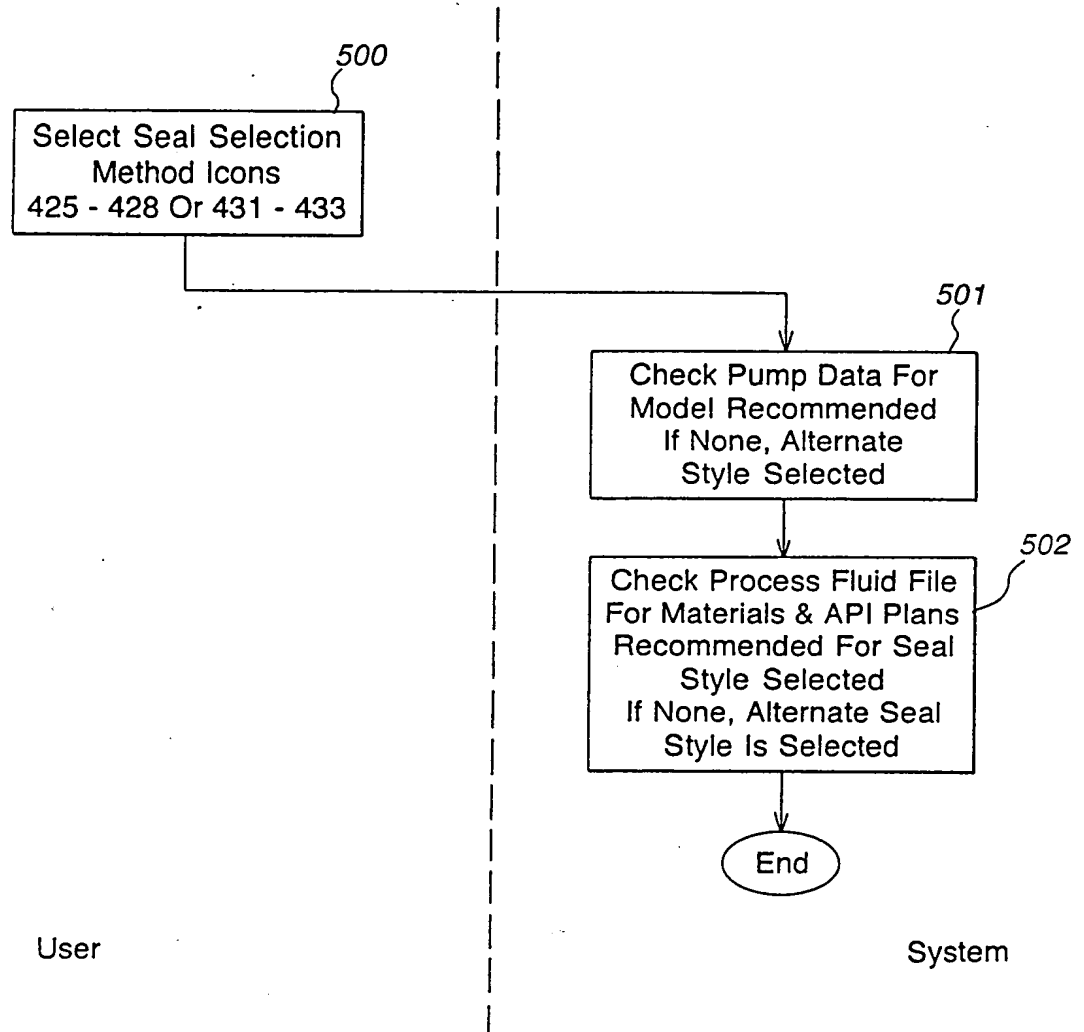 500
Select Seal Selection
Method Icons
425 - 428 Or 431 - 433
501
Check Pump Data For
Model Recommended
If None, Alternate
Style Selected
502
Check Process Fluid File
For Materials & API Plans
Recommended For Seal
Style Selected
If None, Alternate Seal
Style Is Selected
End
User
System